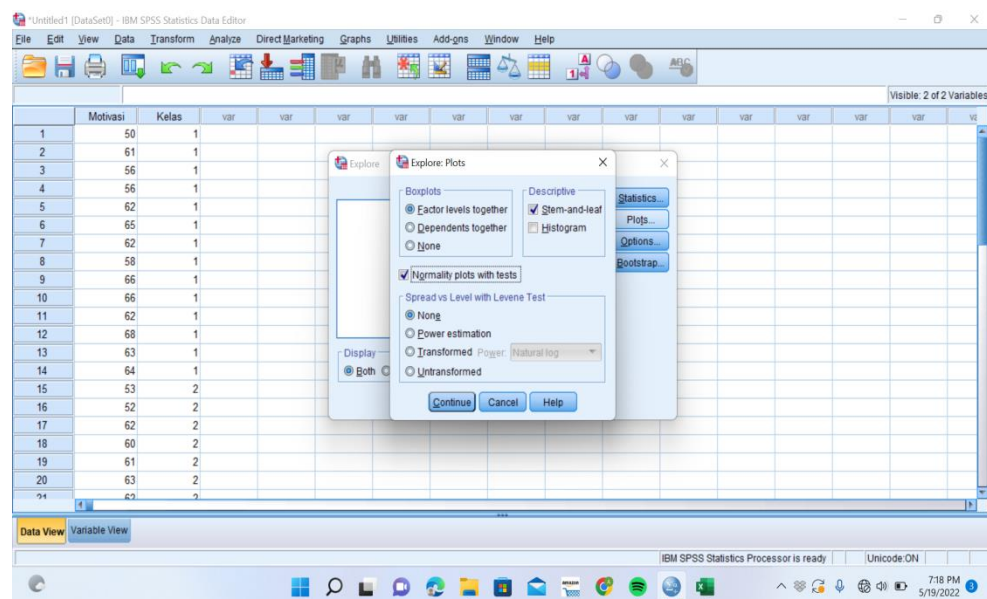 *Untitled1 [DataSet0] - IBM SPSS Statistics Data Editor
File Edit View Data Transform Analyze Direct Marketing Graphs Utilities Add-ons Window Help
Visible: 2 of 2 Variables
Motivasi Kelas var var var var var var var var var var var var var
1 50 1
2 61 1
3 56 1
4 56 1
5 62 1
6 65 1
7 62 1
8 58 1
9 66 1
10 66 1
11 62 1
12 68 1
13 63 1
14 64 1
15 53 2
16 52 2
17 62 2
18 60 2
19 61 2
20 63 2
21 62 2
Explore
Statistics...
Plots...
Options...
Bootstrap...
Display
Both
Explore: Plots
Boxplots
Factor levels together
Dependents together
None
Descriptive
Stem-and-leaf
Histogram
Normality plots with tests
Spread vs Level with Levene Test
None
Power estimation
Transformed Power: Natural log
Untransformed
Continue Cancel Help
Data View Variable View
IBM SPSS Statistics Processor is ready Unicode:ON
7:18 PM
5/19/2022
3